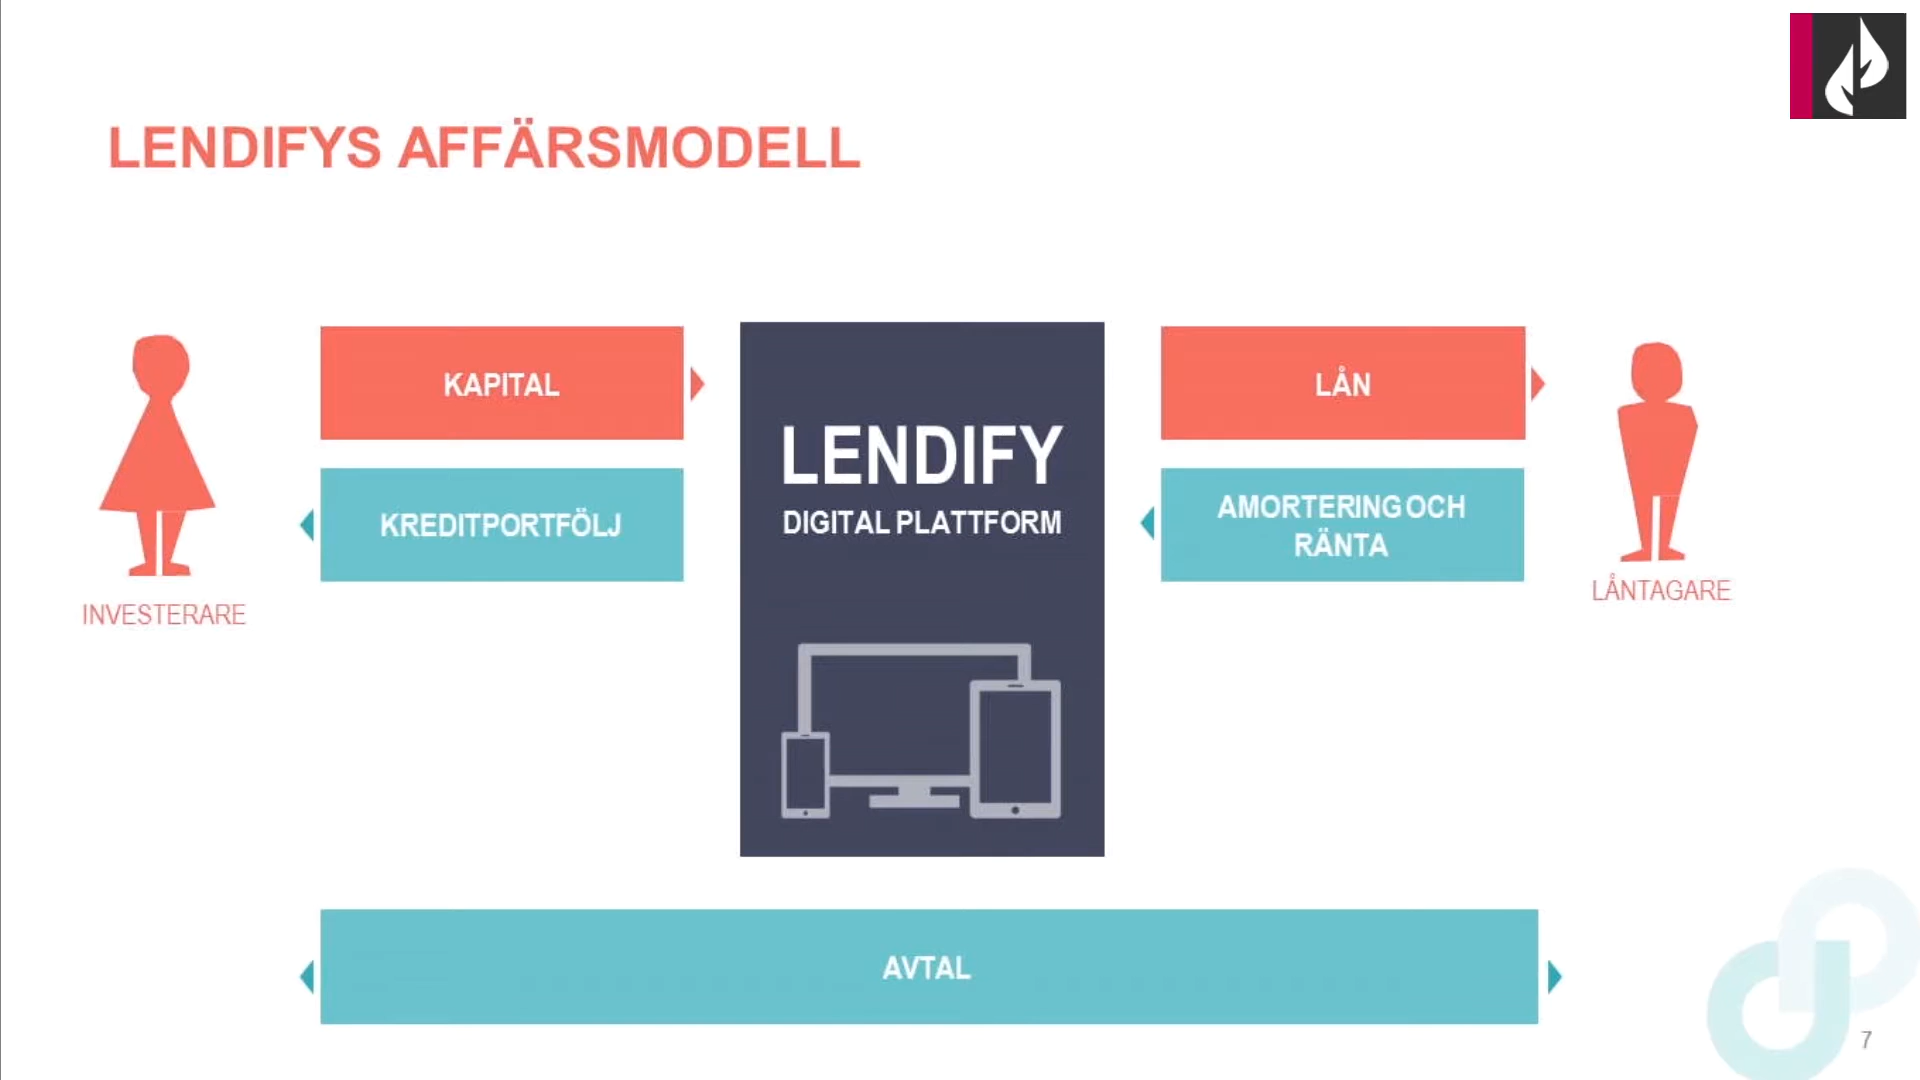 LENDIFYS AFFÄRSMODELL
KAPITAL
KREDITPORTFÖLJ
INVESTERARE
LENDIFY
DIGITAL PLATTFORM
LÅN
AMORTERING OCH
RÄNTA
LÅNTAGARE
AVTAL
7